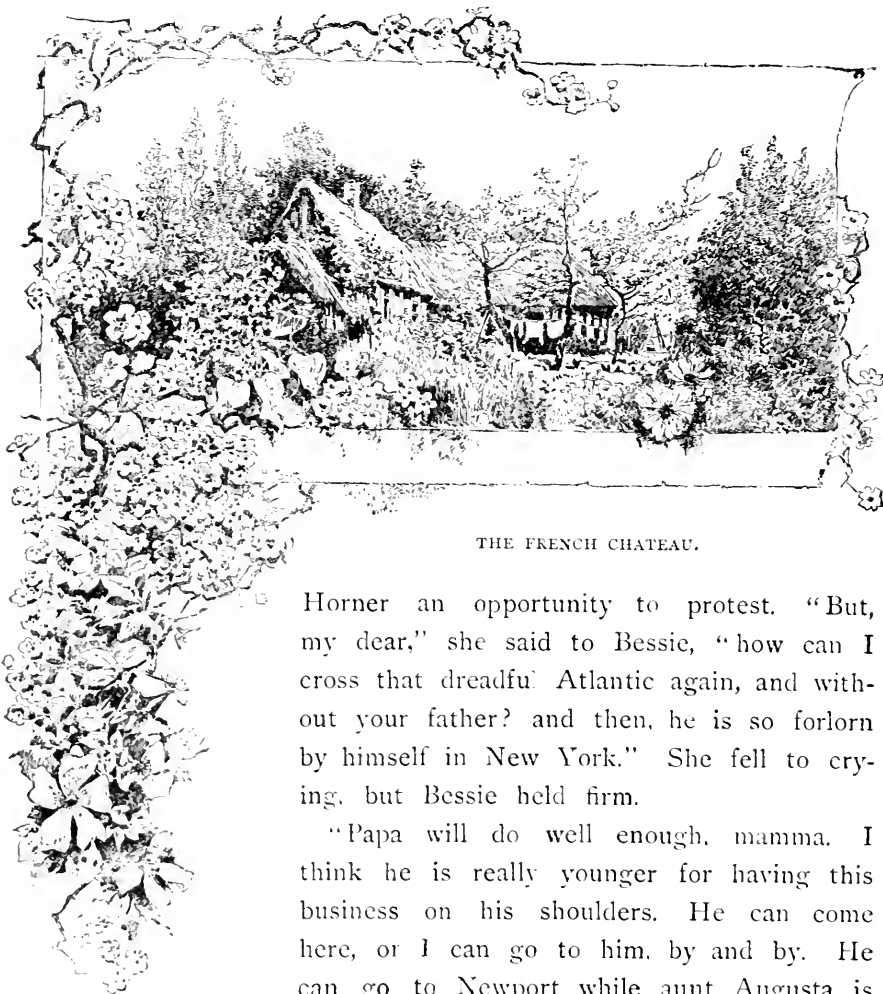 THE FRENCH CHATEAU.
Horner an opportunity to protest. “But,
my dear,” she said to Bessie, “how can I
cross that dreadful Atlantic again, and with-
out your father? and then, he is so forlorn
by himself in New York.” She fell to cry-
ing, but Bessie held firm.
“Papa will do well enough, mamma. I
think he is really younger for having this
business on his shoulders. He can come
here, or I can go to him, by and by. He
can go to Newport while aunt Augusta is